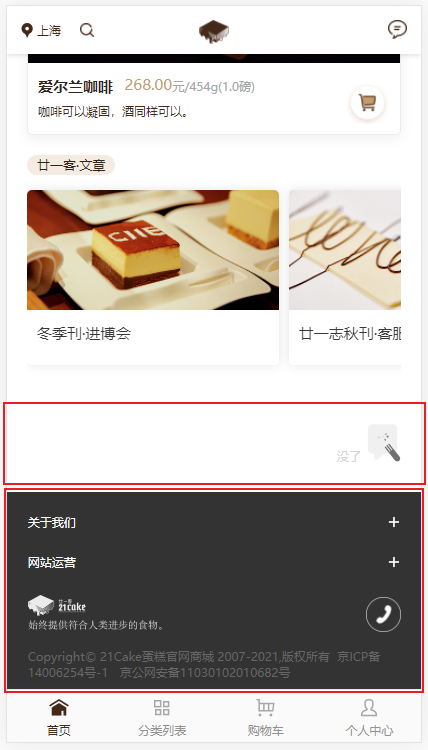 上海
爱尔兰咖啡 268.00元/454g(1.0磅)
咖啡可以凝固，酒同样可以。
廿一客·文章
CIIE
冬季刊·进博会
廿一志秋刊·客服
没了
关于我们 +
网站运营 +
廿一客
21cake
始终提供符合人类进步的食物。
Copyright© 21Cake蛋糕官网商城 2007-2021,版权所有 京ICP备
14006254号-1 京公网安备11030102010682号
首页 分类列表 购物车 个人中心